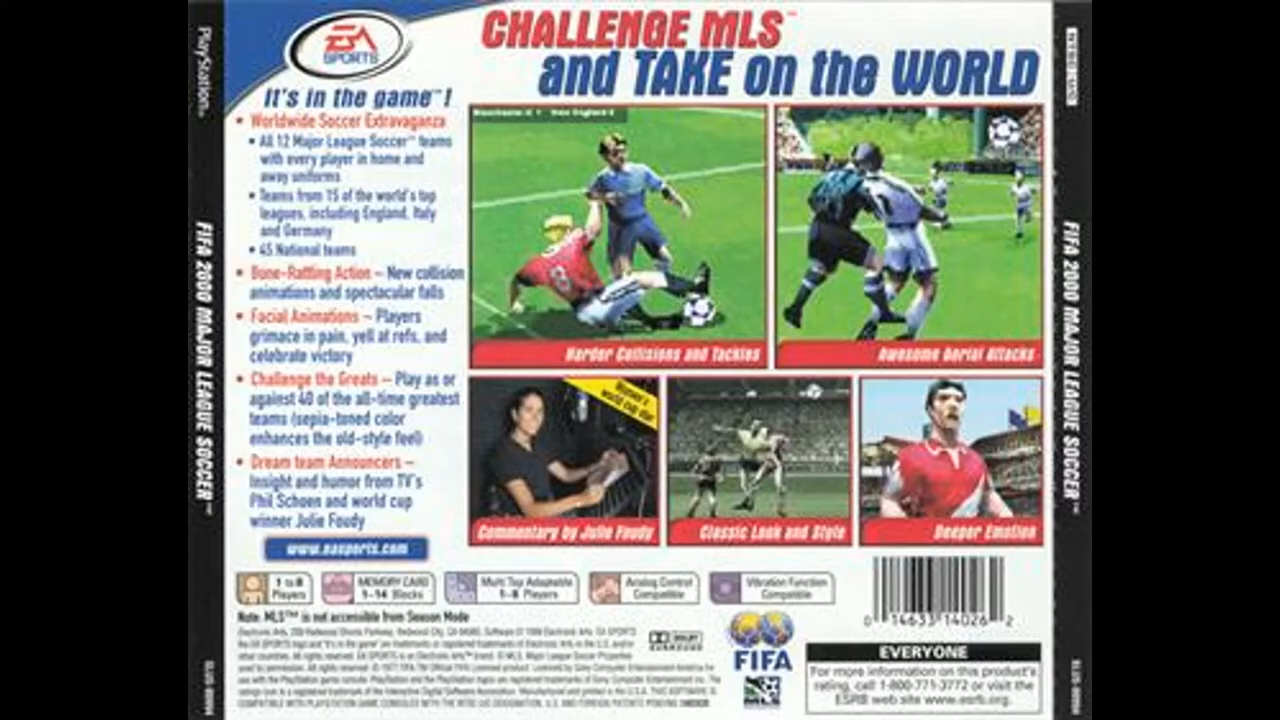 EA
SPORTS
CHALLENGE MLS™
and TAKE on the WORLD
It's in the game™!
• Worldwide Soccer Extravaganza
• All 12 Major League Soccer™ teams
with every player in home and
away uniforms
• Teams from 15 of the world's top
leagues, including England, Italy
and Germany
• 45 National teams
• Bone-Rattling Action – New collision
animations and spectacular falls
• Facial Animations – Players
grimace in pain, yell at refs, and
celebrate victory
• Challenge the Greats – Play as or
against 40 of the all-time greatest
teams (sepia-toned color
enhances the old-style feel)
• Dream team Announcers –
Insight and humor from TV's
Phil Schoen and world cup
winner Julie Foudy
www.easports.com
Harder Collisions and Tackles
Awesome Aerial Attacks
Women's
world cup star
Commentary by Julie Foudy
Classic Look and Style
Deeper Emotion
1 to 8
Players
MEMORY CARD
1-14 Blocks
Multi Tap Adaptable
1-8 Players
Analog Control
Compatible
Vibration Function
Compatible
Note: MLS™ is not accessible from Season Mode
DOLBY
SURROUND
FIFA
0 14633 14026 2
EVERYONE
For more information on this product's
rating, call 1-800-771-3772 or visit the
ESRB web site www.esrb.org.
PlayStation
FIFA 2000 MAJOR LEAGUE SOCCER™
FIFA 2000 MAJOR LEAGUE SOCCER™